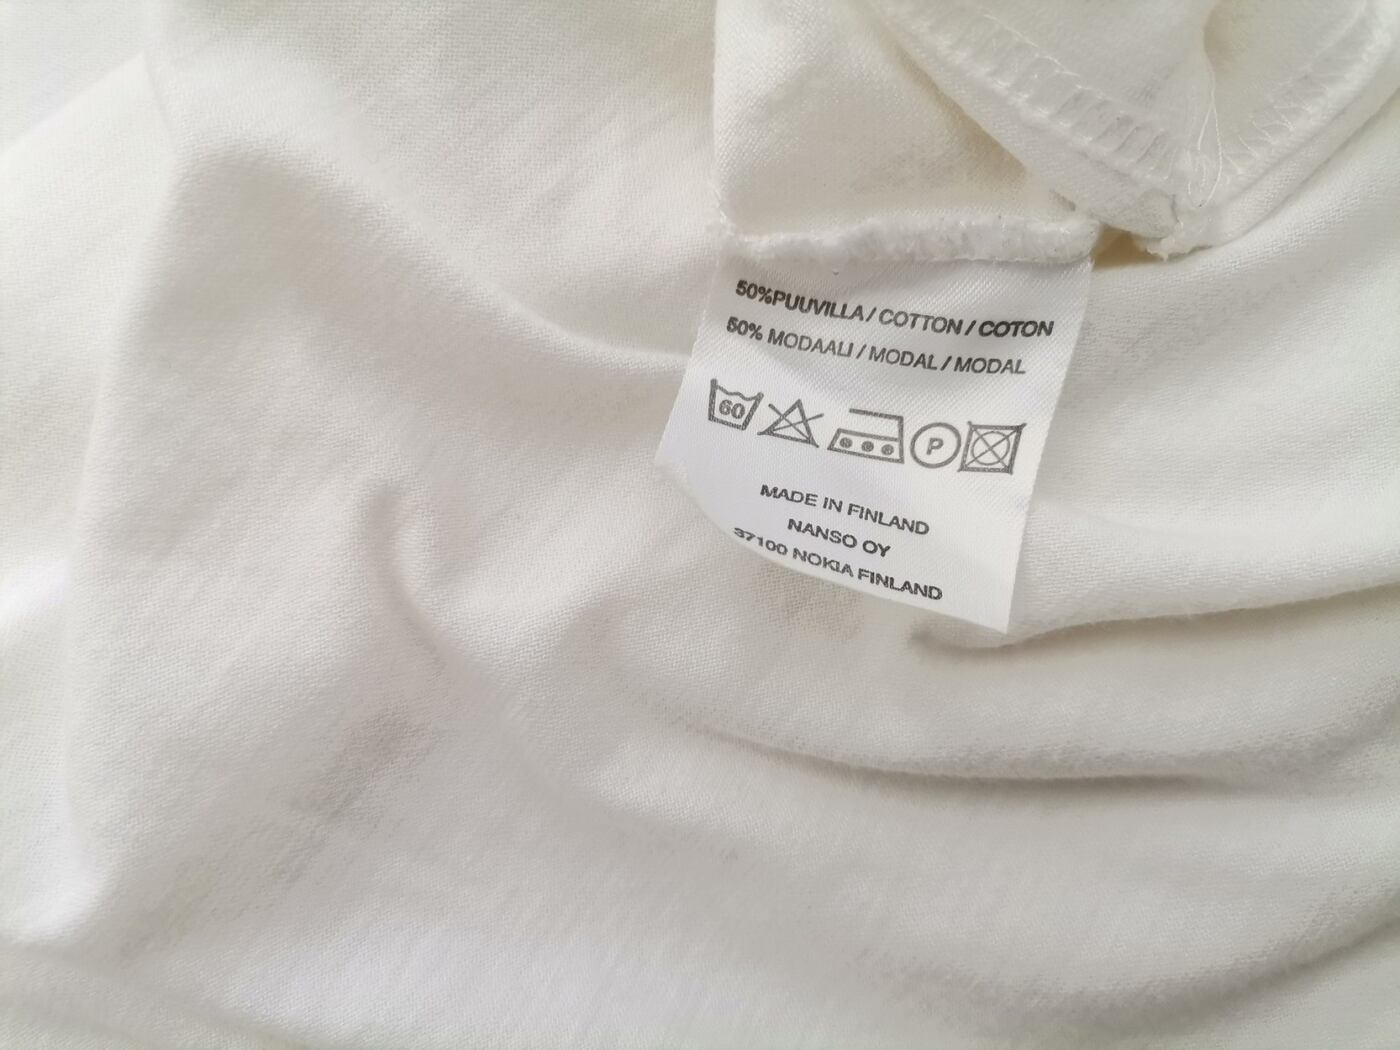 50%PUUVILLA / COTTON / COTON
50% MODAALI / MODAL / MODAL
60 P
MADE IN FINLAND
NANSO OY
37100 NOKIA FINLAND